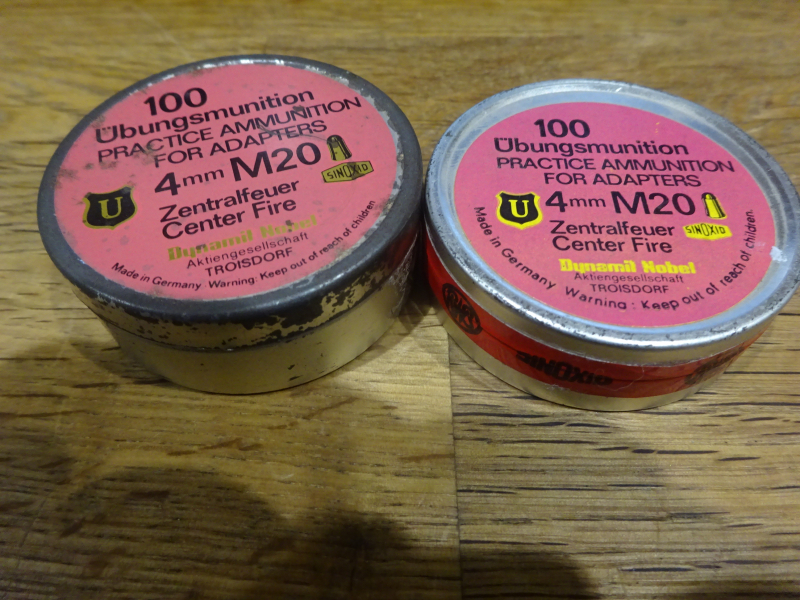 100
Übungsmunition
PRACTICE AMMUNITION
FOR ADAPTERS
4mm M20
SINOXID
U
Zentralfeuer
Center Fire
Dynamit Nobel
Aktiengesellschaft
TROISDORF
Made in Germany Warning: Keep out of reach of children
100
Übungsmunition
PRACTICE AMMUNITION
FOR ADAPTERS
4mm M20
U
Zentralfeuer
SINOXID
Center Fire
Dynamit Nobel
Aktiengesellschaft
TROISDORF
Made in Germany Warning: Keep out of reach of children.
RWS
SINOXID